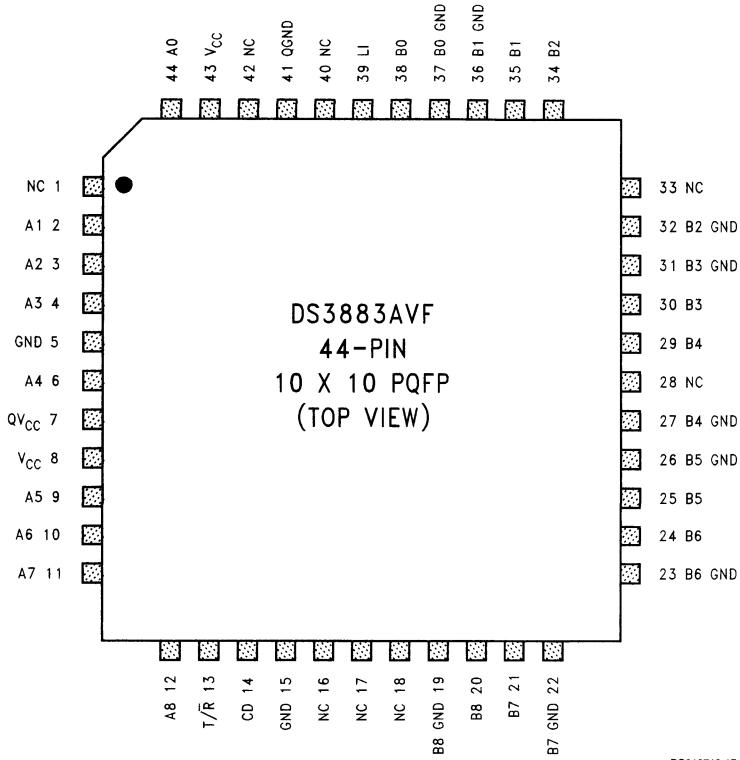 44 A0
43 VCC
42 NC
41 QGND
40 NC
39 LI
38 B0
37 B0 GND
36 B1 GND
35 B1
34 B2
NC 1
A1 2
A2 3
A3 4
GND 5
A4 6
QVCC 7
VCC 8
A5 9
A6 10
A7 11
DS3883AVF
44-PIN
10 X 10 PQFP
(TOP VIEW)
33 NC
32 B2 GND
31 B3 GND
30 B3
29 B4
28 NC
27 B4 GND
26 B5 GND
25 B5
24 B6
23 B6 GND
A8 12
T/R̅ 13
CD 14
GND 15
NC 16
NC 17
NC 18
B8 GND 19
B8 20
B7 21
B7 GND 22